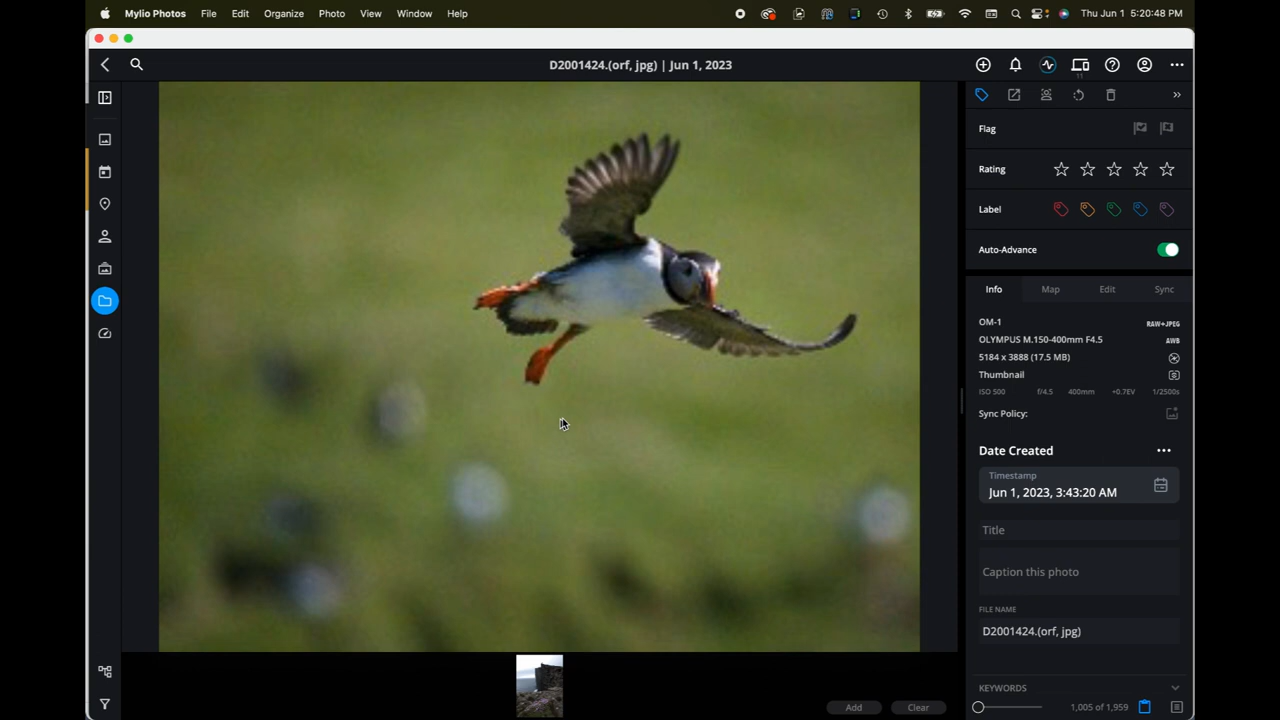 Mylio Photos File Edit Organize Photo View Window Help Thu Jun 1 5:20:48 PM
D2001424.(orf, jpg) | Jun 1, 2023
11
Flag
Rating
Label
Auto-Advance
Info Map Edit Sync
OM-1 RAW+JPEG
OLYMPUS M.150-400mm F4.5 AWB
5184 x 3888 (17.5 MB)
Thumbnail
ISO 500 f/4.5 400mm +0.7EV 1/2500s
Sync Policy:
Date Created
Timestamp
Jun 1, 2023, 3:43:20 AM
Title
Caption this photo
FILE NAME
D2001424.(orf, jpg)
KEYWORDS
Add Clear 1,005 of 1,959